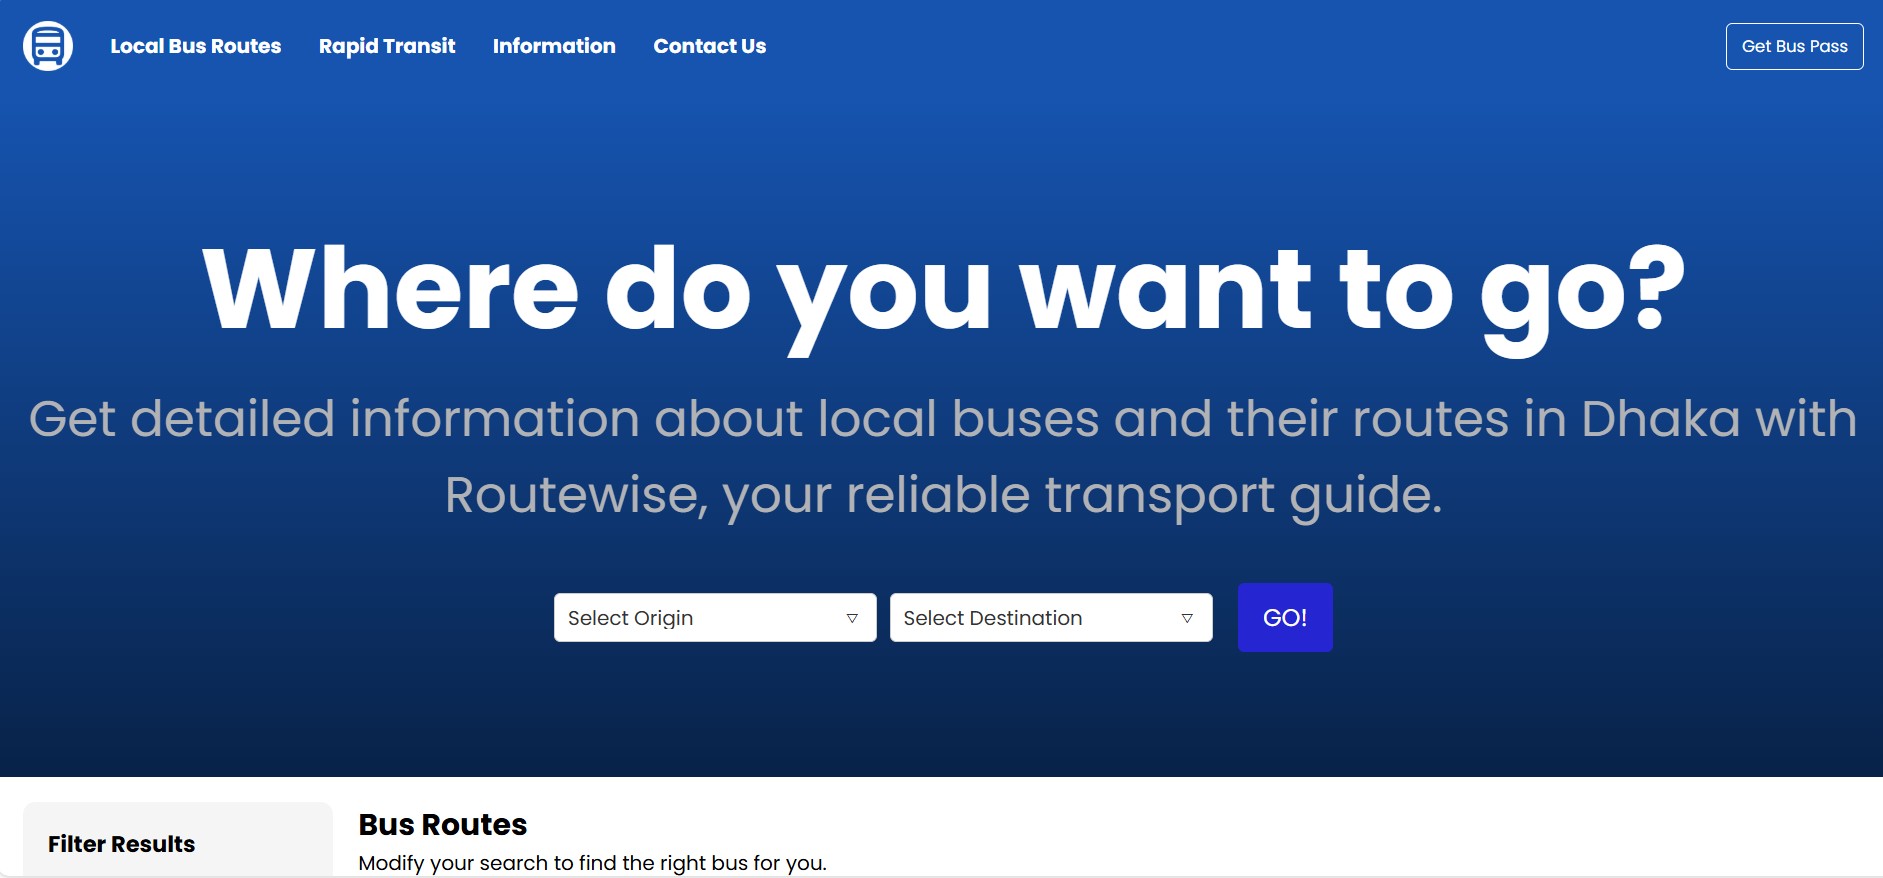 Local Bus Routes
Rapid Transit
Information
Contact Us
Get Bus Pass
Where do you want to go?
Get detailed information about local buses and their routes in Dhaka with
Routewise, your reliable transport guide.
Select Origin
Select Destination
GO!
Filter Results
Bus Routes
Modify your search to find the right bus for you.